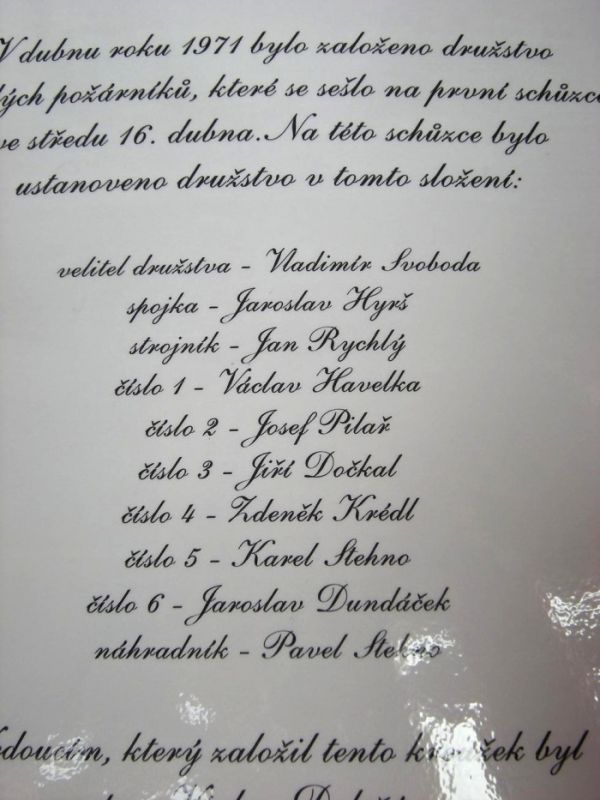 V dubnu roku 1971 bylo založeno družstvo
požárníků, které se sešlo na první schůzce
ve středu 16. dubna. Na této schůzce bylo
ustanoveno družstvo v tomto složení:
velitel družstva - Vladimír Svoboda
spojka - Jaroslav Hyrš
strojník - Jan Rychlý
číslo 1 - Václav Havelka
číslo 2 - Josef Pilař
číslo 3 - Jiří Dočkal
číslo 4 - Zdeněk Krédl
číslo 5 - Karel Stehno
číslo 6 - Jaroslav Dundáček
náhradník - Pavel Stehno
který založil tento kroužek byl